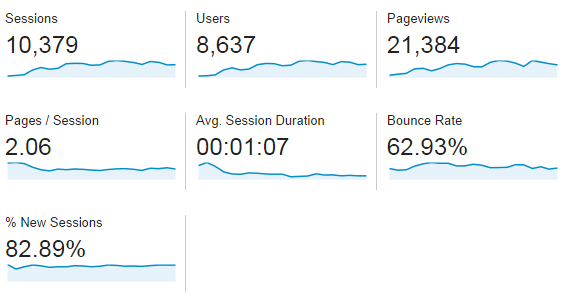 Sessions
10,379
Users
8,637
Pageviews
21,384
Pages / Session
2.06
Avg. Session Duration
00:01:07
Bounce Rate
62.93%
% New Sessions
82.89%